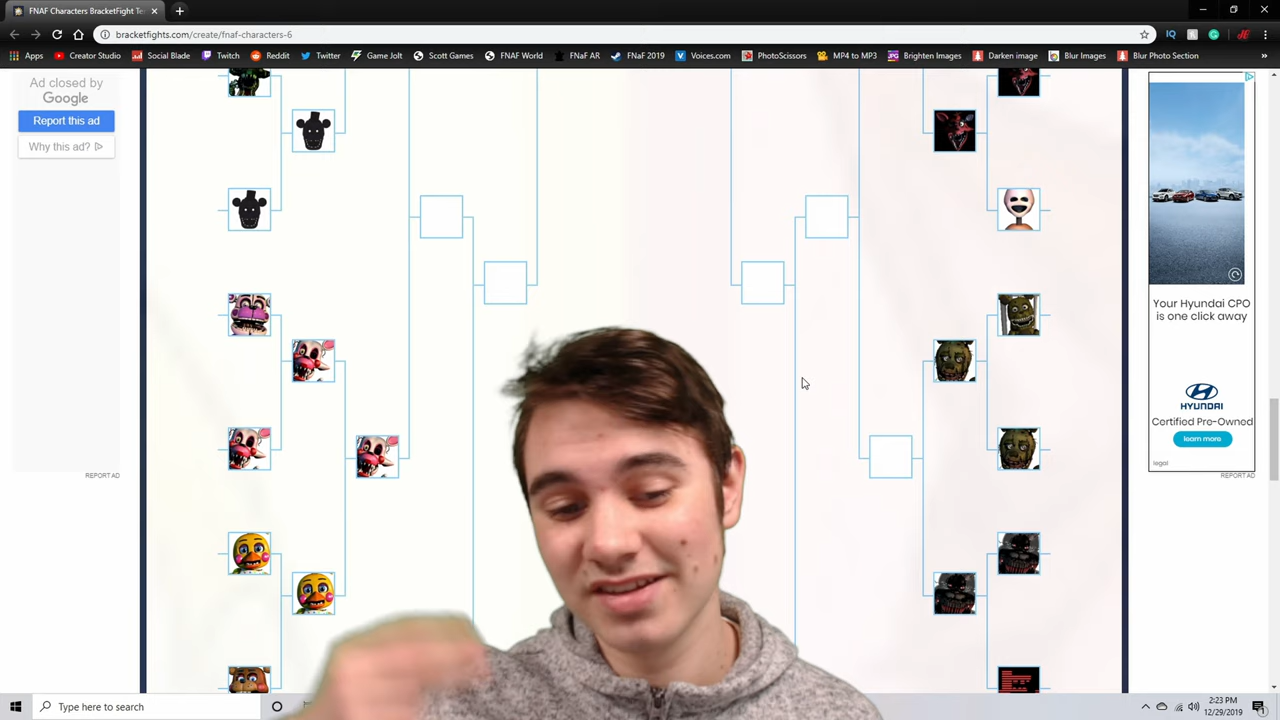 FNAF Characters BracketFight Te
bracketfights.com/create/fnaf-characters-6
Apps
Creator Studio
Social Blade
Twitch
Reddit
Twitter
Game Jolt
Scott Games
FNAF World
FNaF AR
FNaF 2019
Voices.com
PhotoScissors
MP4 to MP3
Brighten Images
Darken image
Blur Images
Blur Photo Section
Ad closed by
Google
Report this ad
Why this ad?
REPORT AD
Your Hyundai CPO
is one click away
HYUNDAI
Certified Pre-Owned
learn more
legal
REPORT AD
Type here to search
2:23 PM
12/29/2019